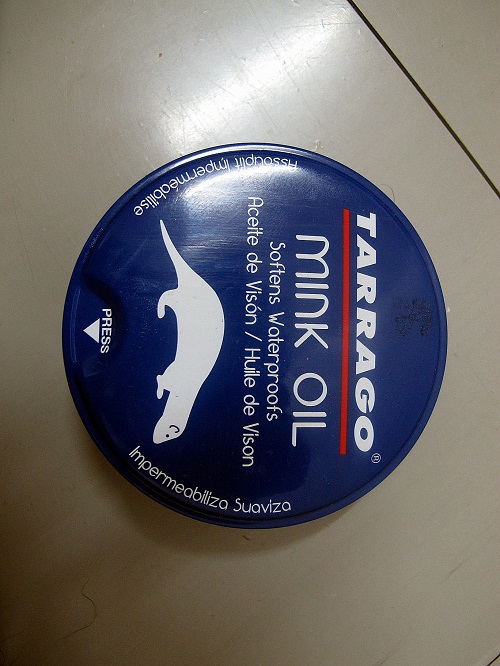 TARRAGO®
MINK OIL
Softens Waterproofs
Aceite de Visón / Huile de Vison
Assouplit Imperméabilise
Impermeabiliza Suaviza
PRESS